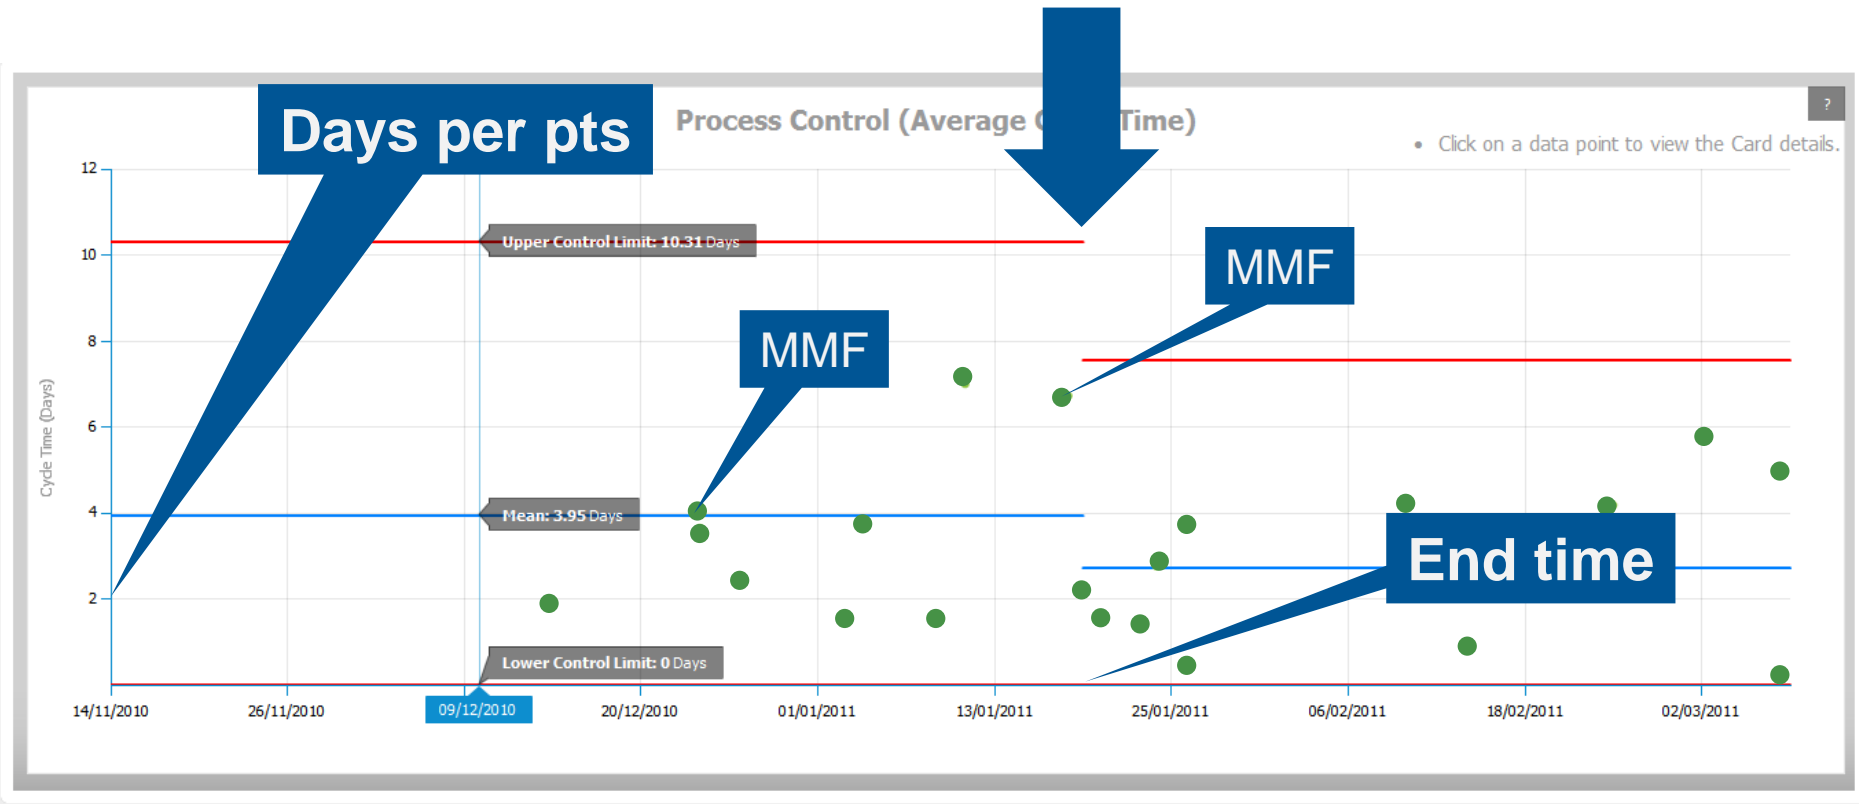 Days per pts
Process Control (Average C Time)
?
• Click on a data point to view the Card details.
12
10
8
6
4
2
Cycle Time (Days)
Upper Control Limit: 10.31 Days
MMF
MMF
Mean: 3.95 Days
End time
Lower Control Limit: 0 Days
14/11/2010
26/11/2010
09/12/2010
20/12/2010
01/01/2011
13/01/2011
25/01/2011
06/02/2011
18/02/2011
02/03/2011